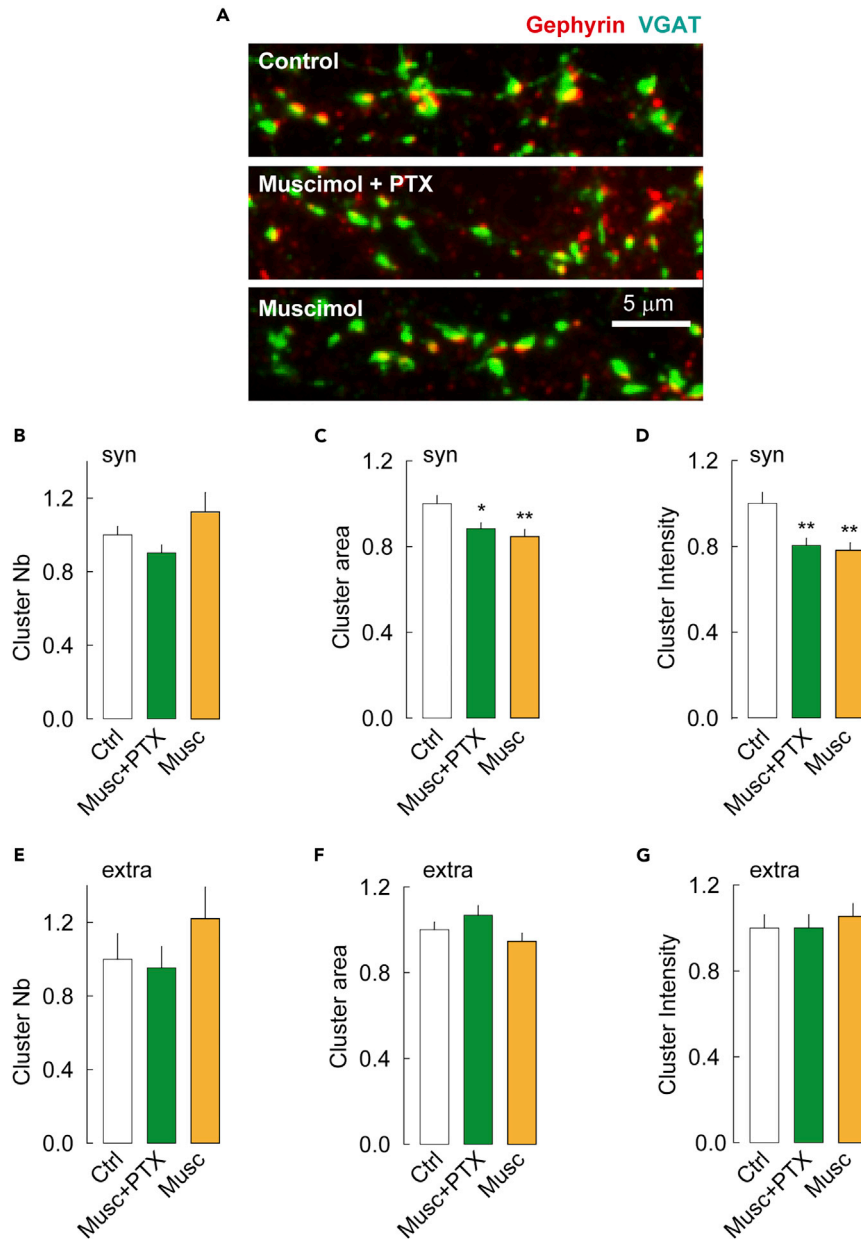 A
Gephyrin VGAT
Control
Muscimol + PTX
Muscimol
5 μm
B
syn
Cluster Nb
1.2
0.8
0.4
0.0
Ctrl
Musc+PTX
Musc
C
syn
Cluster area
1.2
0.8
0.4
0.0
*
**
Ctrl
Musc+PTX
Musc
D
syn
Cluster Intensity
1.2
0.8
0.4
0.0
**
**
Ctrl
Musc+PTX
Musc
E
extra
Cluster Nb
1.2
0.8
0.4
0.0
Ctrl
Musc+PTX
Musc
F
extra
Cluster area
1.2
0.8
0.4
0.0
Ctrl
Musc+PTX
Musc
G
extra
Cluster Intensity
1.2
0.8
0.4
0.0
Ctrl
Musc+PTX
Musc